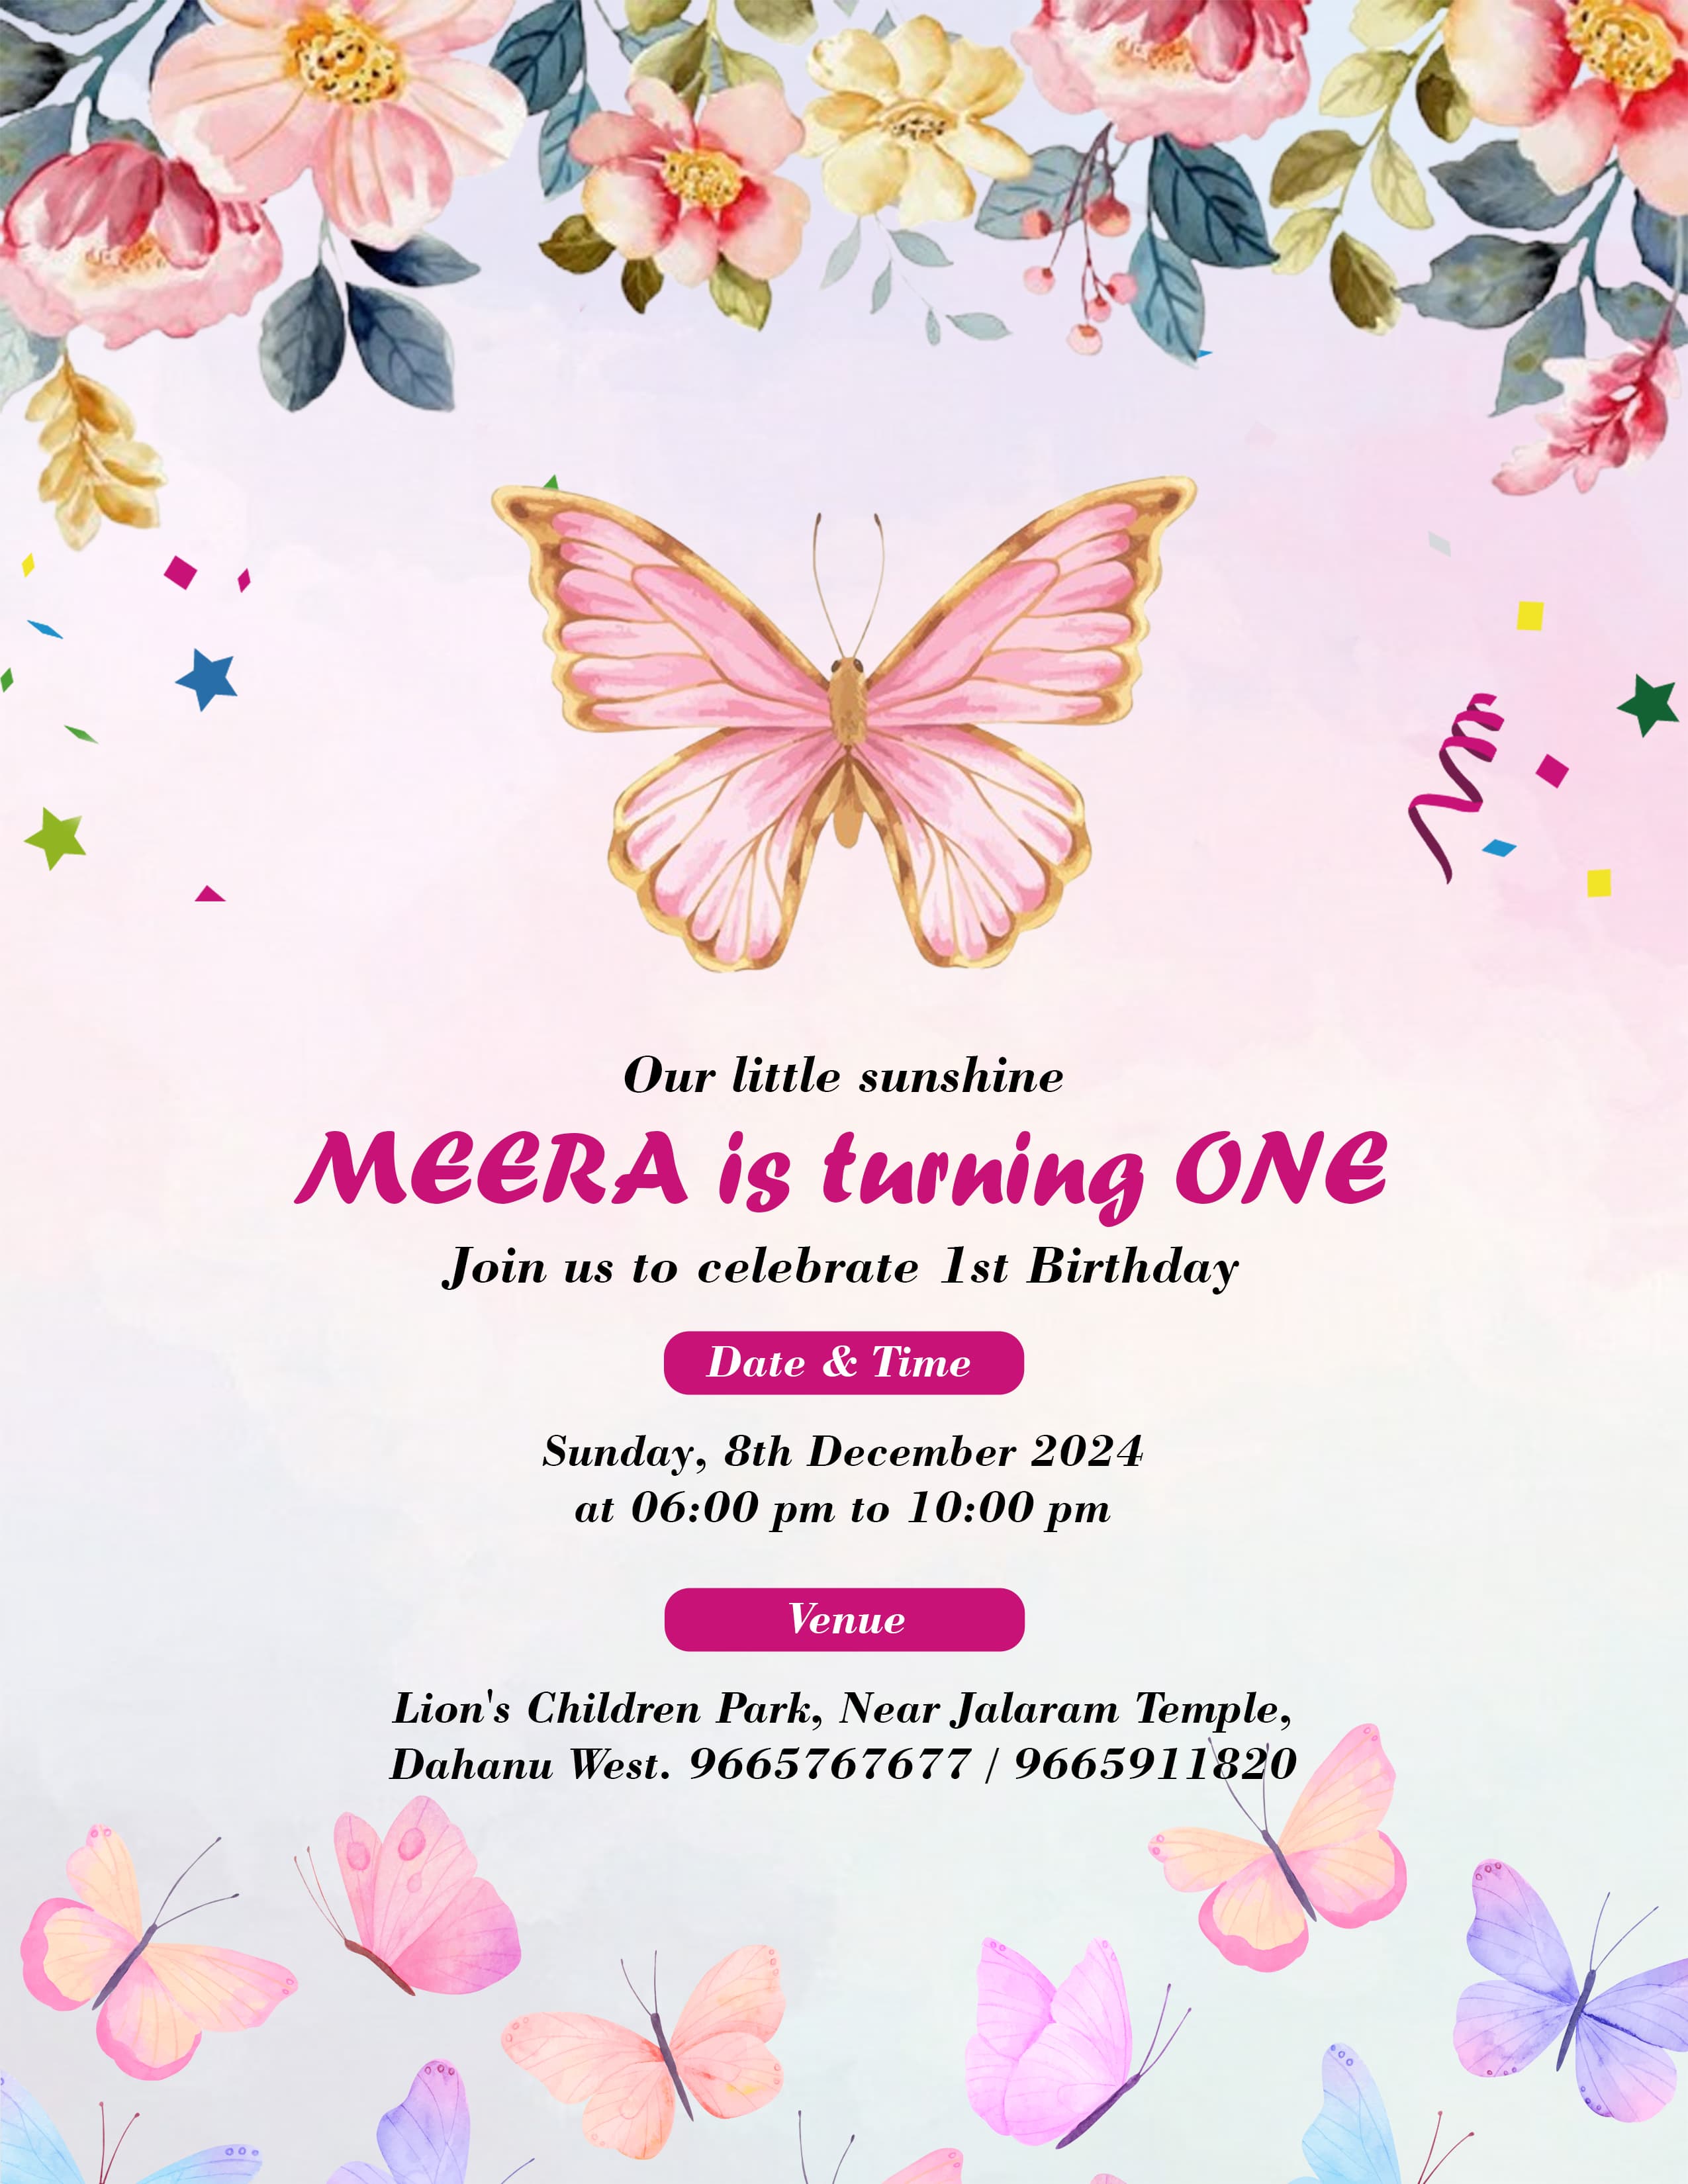 Our little sunshine
MEERA is turning ONE
Join us to celebrate 1st Birthday
Date & Time
Sunday, 8th December 2024
at 06:00 pm to 10:00 pm
Venue
Lion's Children Park, Near Jalaram Temple,
Dahanu West. 9665767677 / 9665911820